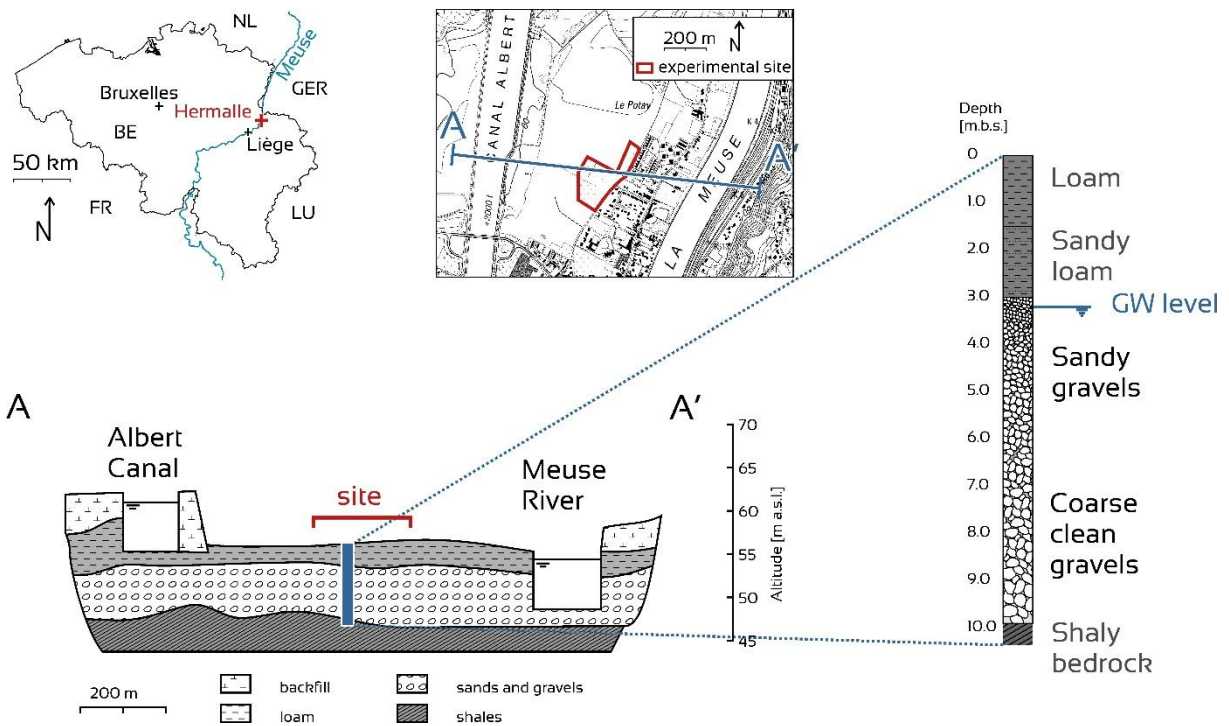 NL
Meuse
GER
Bruxelles
Hermalle
BE
Liège
50 km
N
FR
LU
200 m
N
experimental site
CANAL ALBERT
Le Potay
A
A'
LA MEUSE
Depth
[m.b.s.]
0
1.0
2.0
3.0
4.0
5.0
6.0
7.0
8.0
9.0
10.0
Loam
Sandy
loam
GW level
Sandy
gravels
Coarse
clean
gravels
Shaly
bedrock
A
A'
Albert
Canal
site
Meuse
River
70
65
60
55
50
45
Altitude [m a.s.l.]
200 m
backfill
loam
sands and gravels
shales